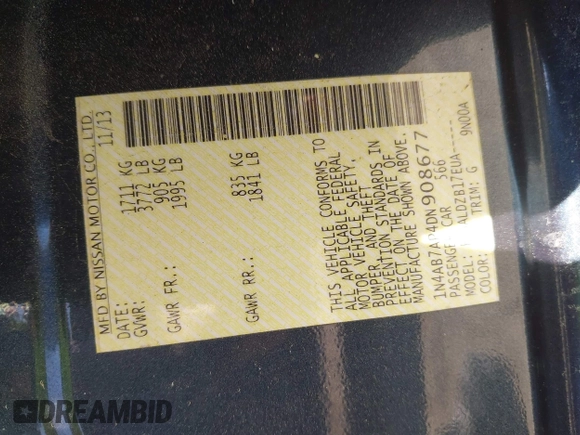 MFD BY NISSAN MOTOR CO., LTD.
DATE: 11/13
GVWR: 1711 KG
3772 LB
GAWR FR.: 905 KG
1995 LB
GAWR RR.: 835 KG
1841 LB
THIS VEHICLE CONFORMS TO
ALL APPLICABLE FEDERAL
MOTOR VEHICLE SAFETY,
BUMPER, AND THEFT
PREVENTION STANDARDS IN
EFFECT ON THE DATE OF
MANUFACTURE SHOWN ABOVE.
PASSENGER CAR 566
MODEL: 4LDZB17EUA-----
COLOR: TRIM: G 9N00A
DREAMBID